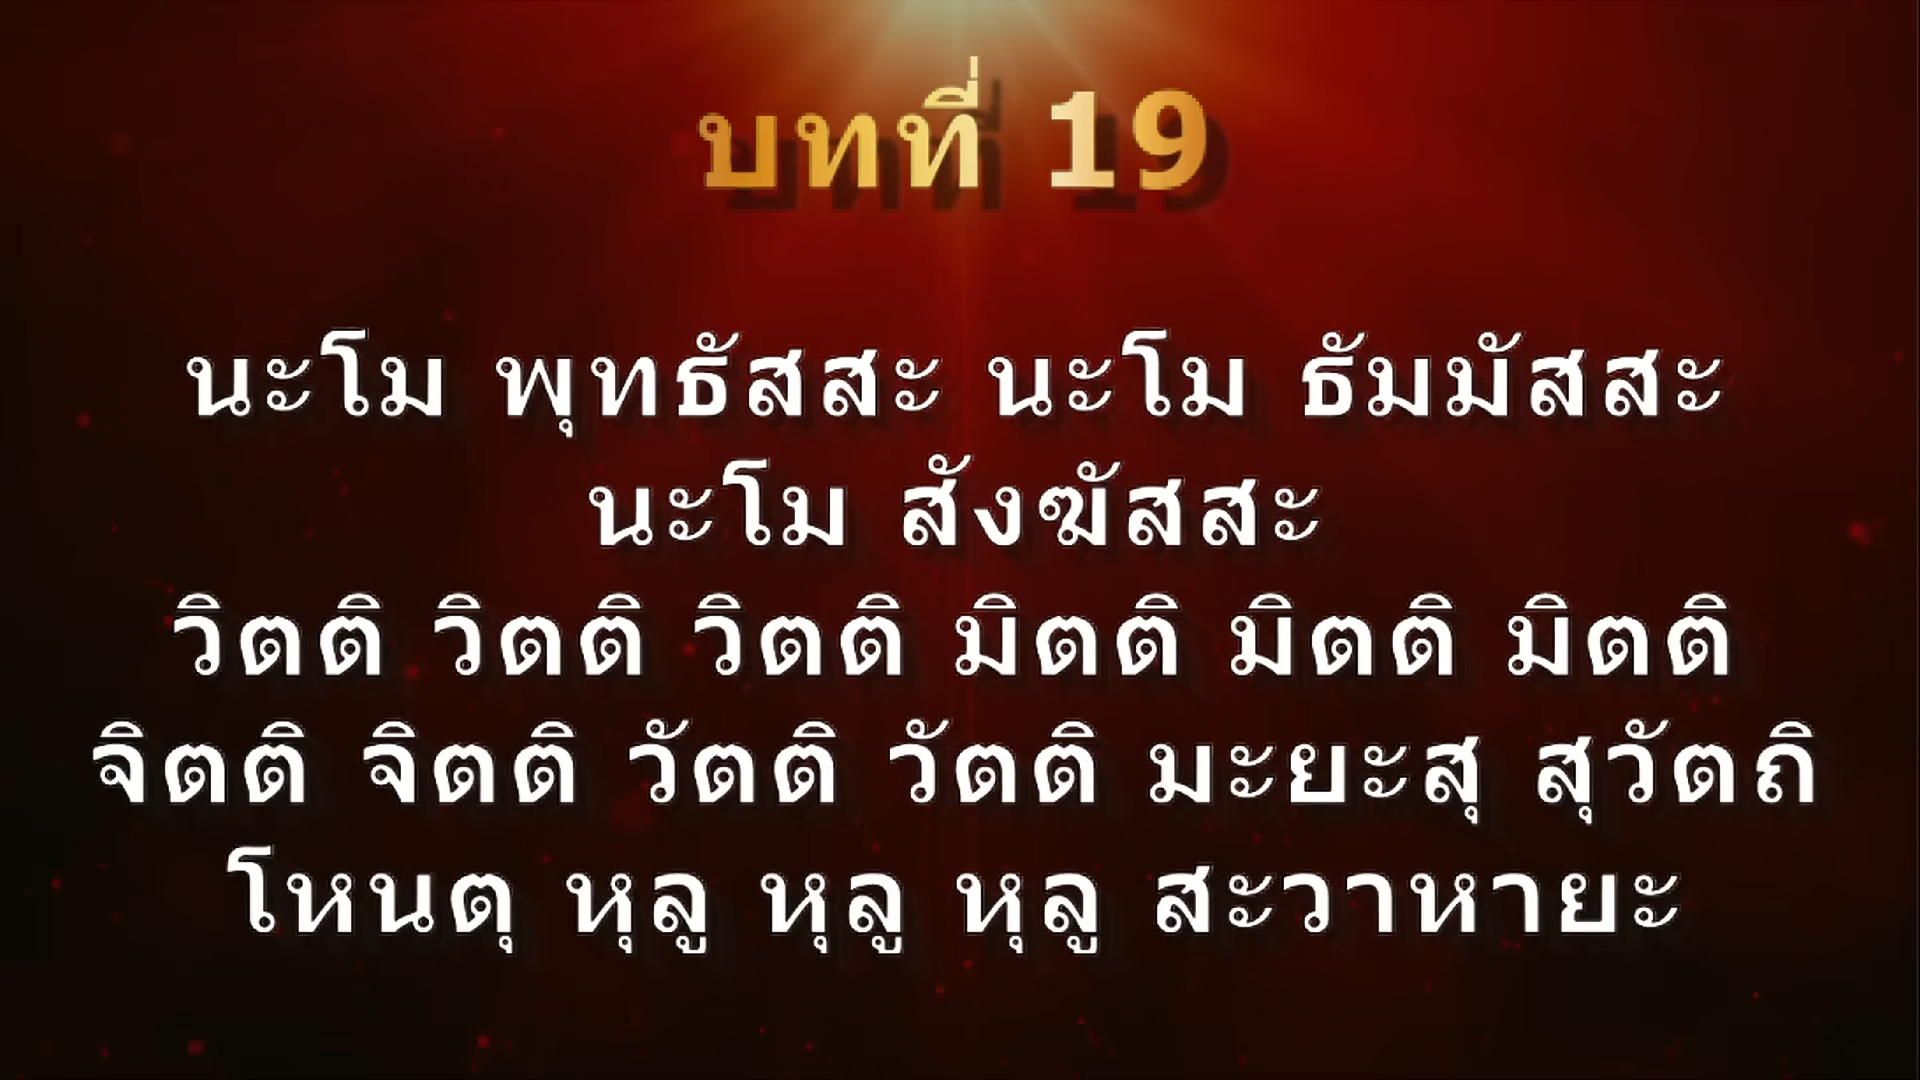 บทที่ 19
นะโม พุทธัสสะ นะโม ธัมมัสสะ
นะโม สังฆัสสะ
วิตติ วิตติ วิตติ มิตติ มิตติ มิตติ
จิตติ จิตติ วัตติ วัตติ มะยะสุ สุวัตถิ
โหนตุ หุลู หุลู หุลู สะวาหายะ